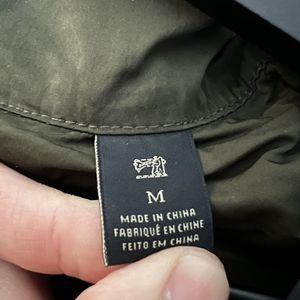 M
MADE IN CHINA
FABRIQUÉ EN CHINE
FEITO EM CHINA